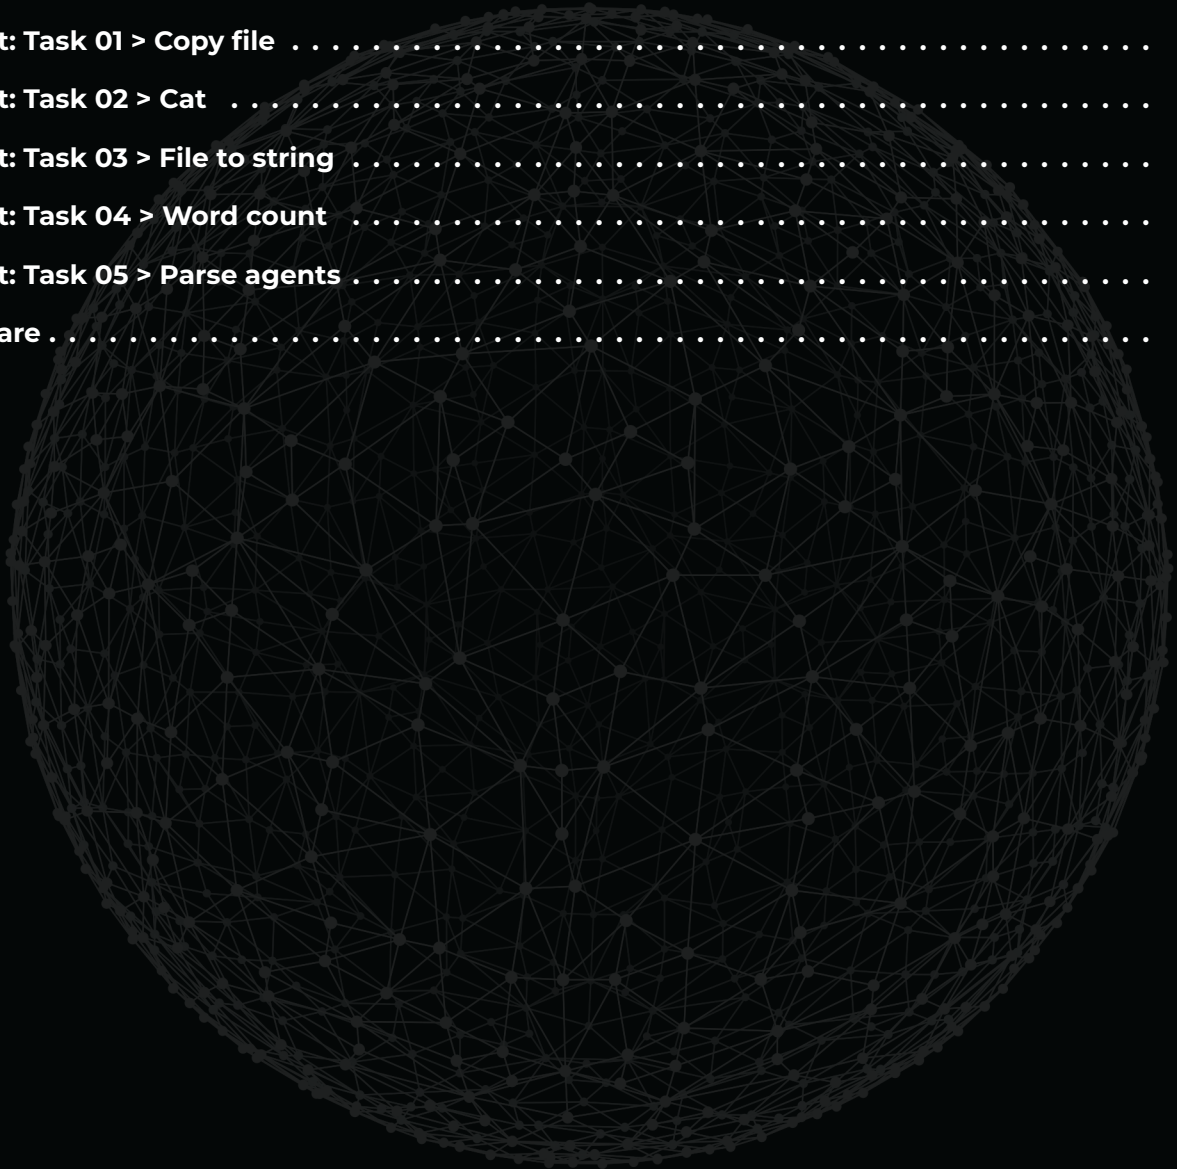 t: Task 01 > Copy file . . . . . . . . . . . . . . . . . . . . . . . . . . . . . . . . . . . . . . . . . . .
t: Task 02 > Cat . . . . . . . . . . . . . . . . . . . . . . . . . . . . . . . . . . . . . . . . . . . . . .
t: Task 03 > File to string . . . . . . . . . . . . . . . . . . . . . . . . . . . . . . . . . . . . . . . .
t: Task 04 > Word count . . . . . . . . . . . . . . . . . . . . . . . . . . . . . . . . . . . . . . . .
t: Task 05 > Parse agents . . . . . . . . . . . . . . . . . . . . . . . . . . . . . . . . . . . . . . . .
are . . . . . . . . . . . . . . . . . . . . . . . . . . . . . . . . . . . . . . . . . . . . . . . . . . . . . . .